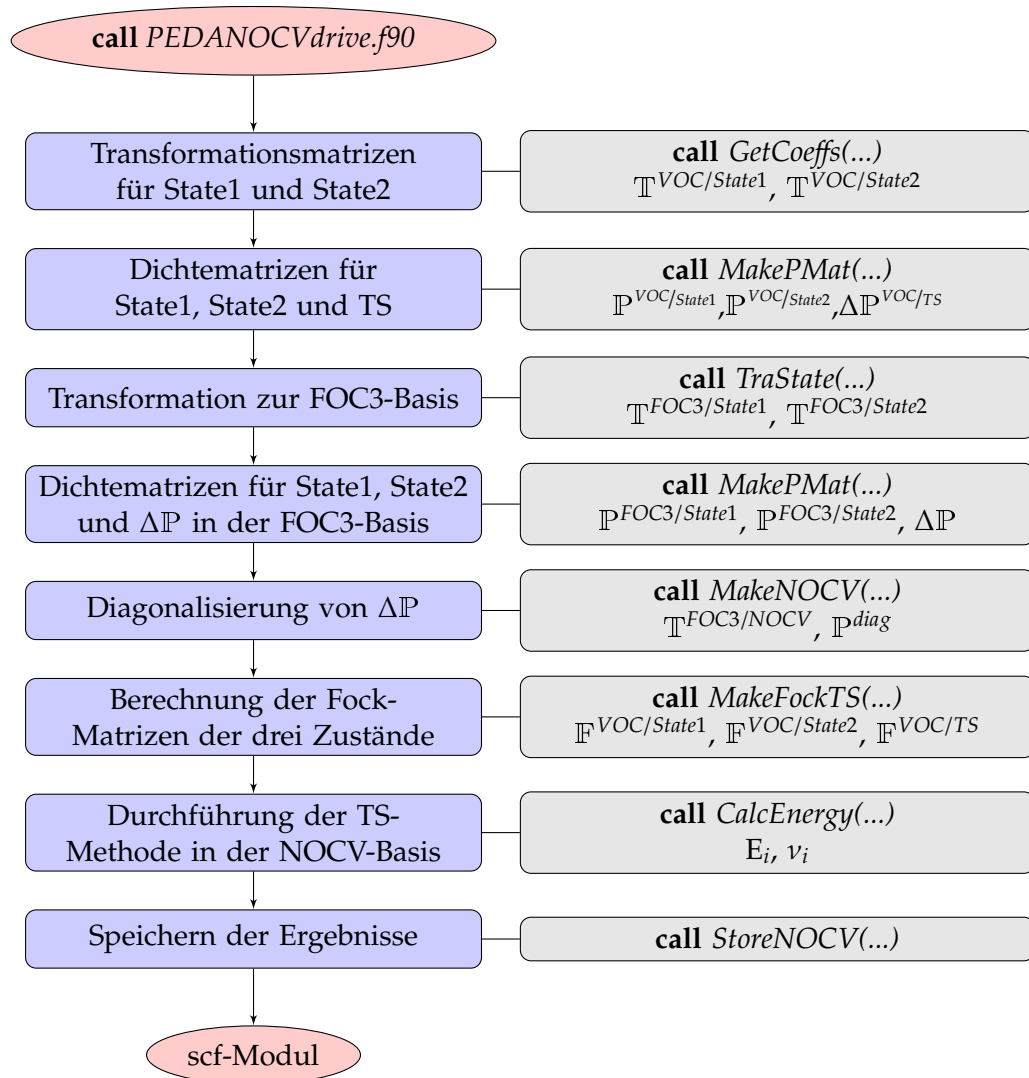 call PEDANOCVdrive.f90
Transformationsmatrizen
für State1 und State2
call GetCoeffs(...)
𝕋^VOC/State1, 𝕋^VOC/State2
Dichtematrizen für
State1, State2 und TS
call MakePMat(...)
ℙ^VOC/State1,ℙ^VOC/State2,Δℙ^VOC/TS
Transformation zur FOC3-Basis
call TraState(...)
𝕋^FOC3/State1, 𝕋^FOC3/State2
Dichtematrizen für State1, State2
und Δℙ in der FOC3-Basis
call MakePMat(...)
ℙ^FOC3/State1, ℙ^FOC3/State2, Δℙ
Diagonalisierung von Δℙ
call MakeNOCV(...)
𝕋^FOC3/NOCV, ℙ^diag
Berechnung der Fock-
Matrizen der drei Zustände
call MakeFockTS(...)
𝔽^VOC/State1, 𝔽^VOC/State2, 𝔽^VOC/TS
Durchführung der TS-
Methode in der NOCV-Basis
call CalcEnergy(...)
E_i, ν_i
Speichern der Ergebnisse
call StoreNOCV(...)
scf-Modul